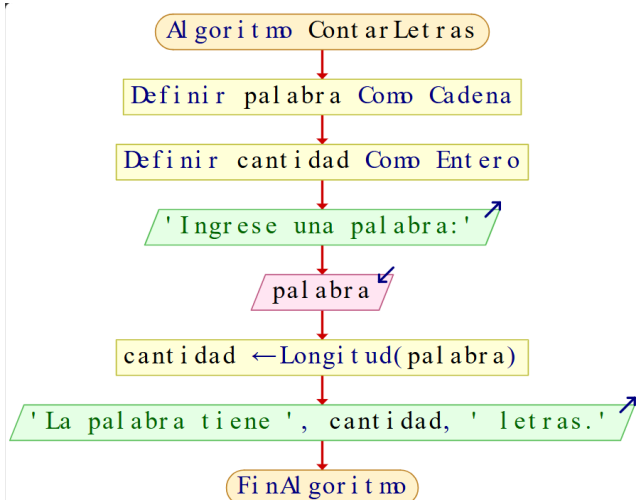 Algoritmo ContarLetras
Definir palabra Como Cadena
Definir cantidad Como Entero
'Ingrese una palabra:'
palabra
cantidad ←Longitud(palabra)
'La palabra tiene ', cantidad, ' letras.'
FinAlgoritmo